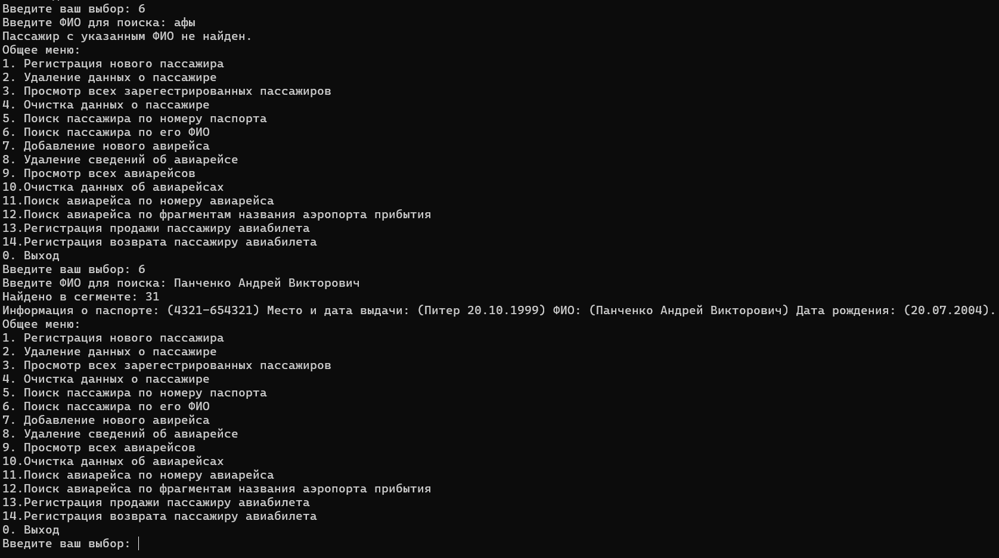 Введите ваш выбор: 6
Введите ФИО для поиска: афы
Пассажир с указанным ФИО не найден.
Общее меню:
1. Регистрация нового пассажира
2. Удаление данных о пассажире
3. Просмотр всех зарегестрированных пассажиров
4. Очистка данных о пассажире
5. Поиск пассажира по номеру паспорта
6. Поиск пассажира по его ФИО
7. Добавление нового авирейса
8. Удаление сведений об авиарейсе
9. Просмотр всех авиарейсов
10.Очистка данных об авиарейсах
11.Поиск авиарейса по номеру авиарейса
12.Поиск авиарейса по фрагментам названия аэропорта прибытия
13.Регистрация продажи пассажиру авиабилета
14.Регистрация возврата пассажиру авиабилета
0. Выход
Введите ваш выбор: 6
Введите ФИО для поиска: Панченко Андрей Викторович
Найдено в сегменте: 31
Информация о паспорте: (4321-654321) Место и дата выдачи: (Питер 20.10.1999) ФИО: (Панченко Андрей Викторович) Дата рождения: (20.07.2004).
Общее меню:
1. Регистрация нового пассажира
2. Удаление данных о пассажире
3. Просмотр всех зарегестрированных пассажиров
4. Очистка данных о пассажире
5. Поиск пассажира по номеру паспорта
6. Поиск пассажира по его ФИО
7. Добавление нового авирейса
8. Удаление сведений об авиарейсе
9. Просмотр всех авиарейсов
10.Очистка данных об авиарейсах
11.Поиск авиарейса по номеру авиарейса
12.Поиск авиарейса по фрагментам названия аэропорта прибытия
13.Регистрация продажи пассажиру авиабилета
14.Регистрация возврата пассажиру авиабилета
0. Выход
Введите ваш выбор: